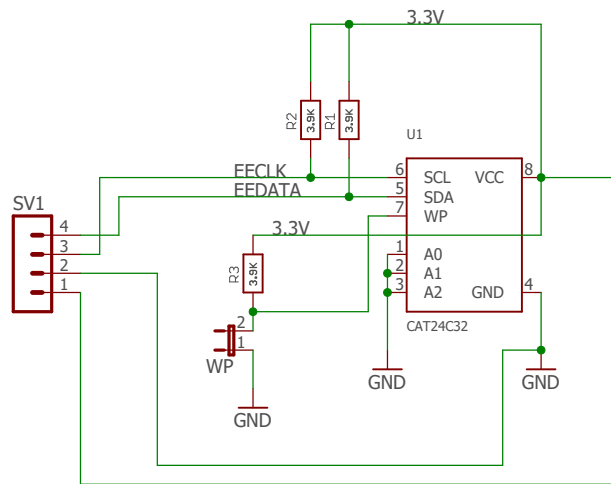 3.3V
R2
3.9K
R1
3.9K
U1
EECLK
EEDATA
6
SCL
VCC
8
5
SDA
7
WP
SV1
4
3
2
1
3.3V
R3
3.9K
1
A0
2
A1
3
A2
GND
4
CAT24C32
2
1
WP
GND
GND
GND